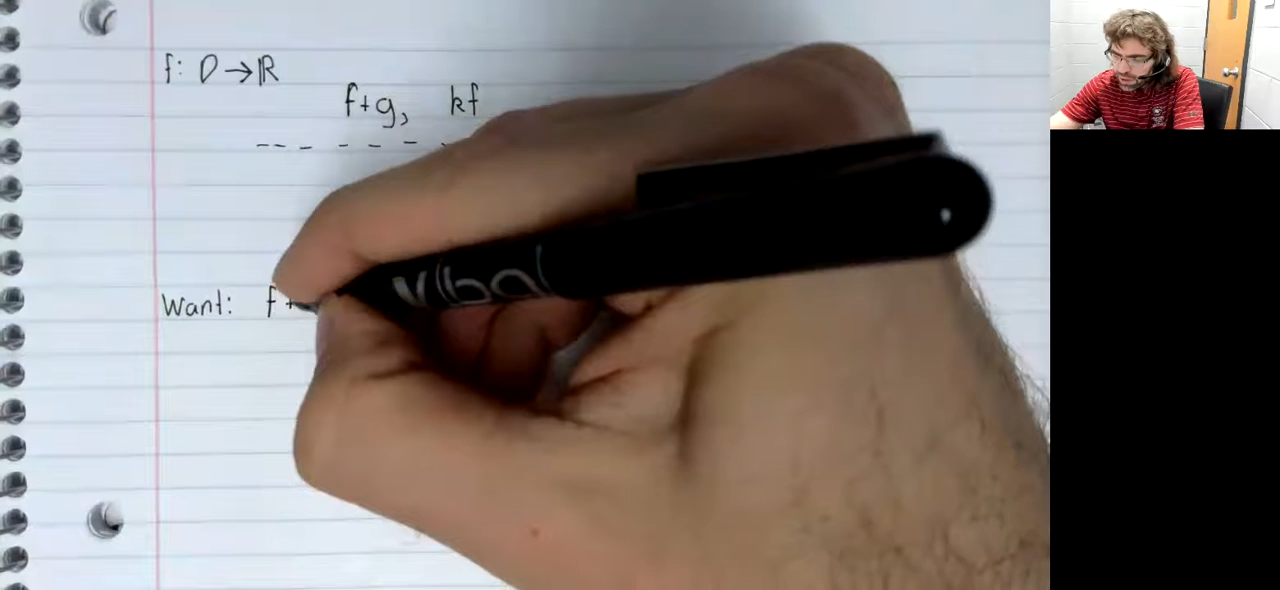 f: D → ℝ
f+g, kf
-- - - - -
Want: f+